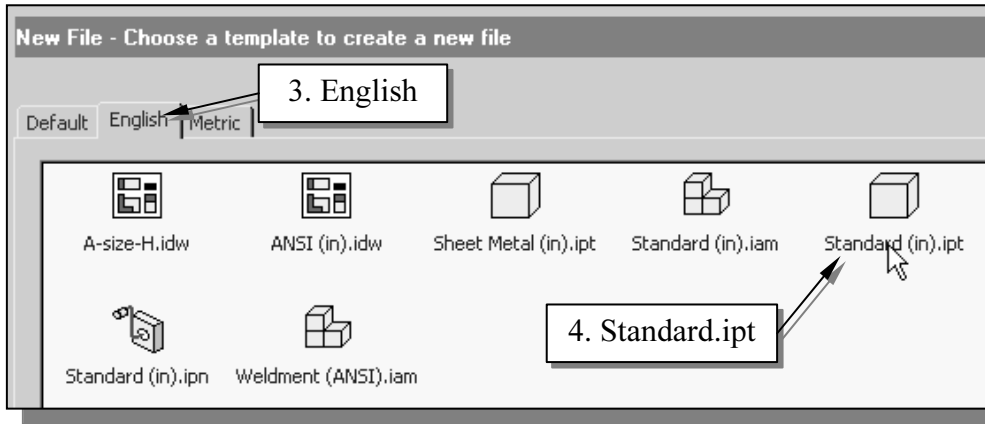 New File - Choose a template to create a new file
3. English
Default English Metric
A-size-H.idw ANSI (in).idw Sheet Metal (in).ipt Standard (in).iam Standard (in).ipt
4. Standard.ipt
Standard (in).ipn Weldment (ANSI).iam